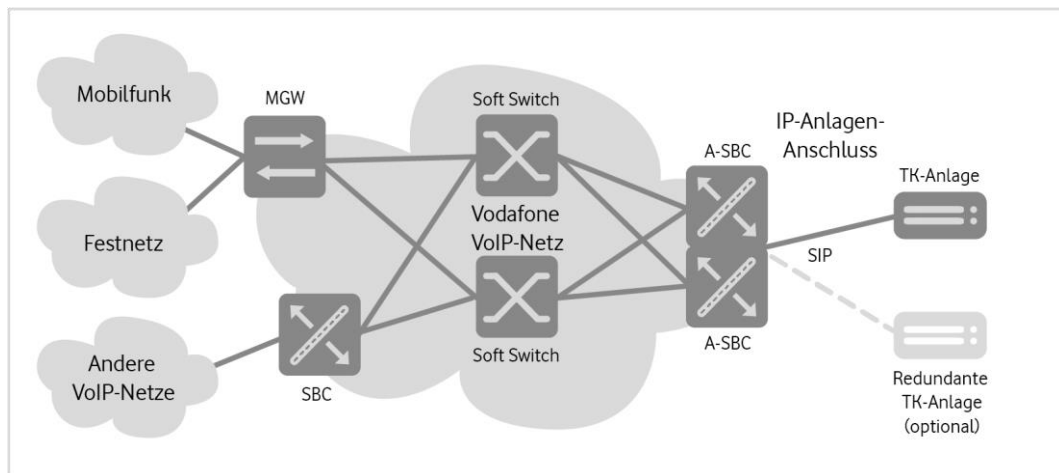 Mobilfunk
MGW
Soft Switch
IP-Anlagen-
Anschluss
A-SBC
TK-Anlage
Festnetz
Vodafone
VoIP-Netz
SIP
Andere
VoIP-Netze
SBC
Soft Switch
A-SBC
Redundante
TK-Anlage
(optional)